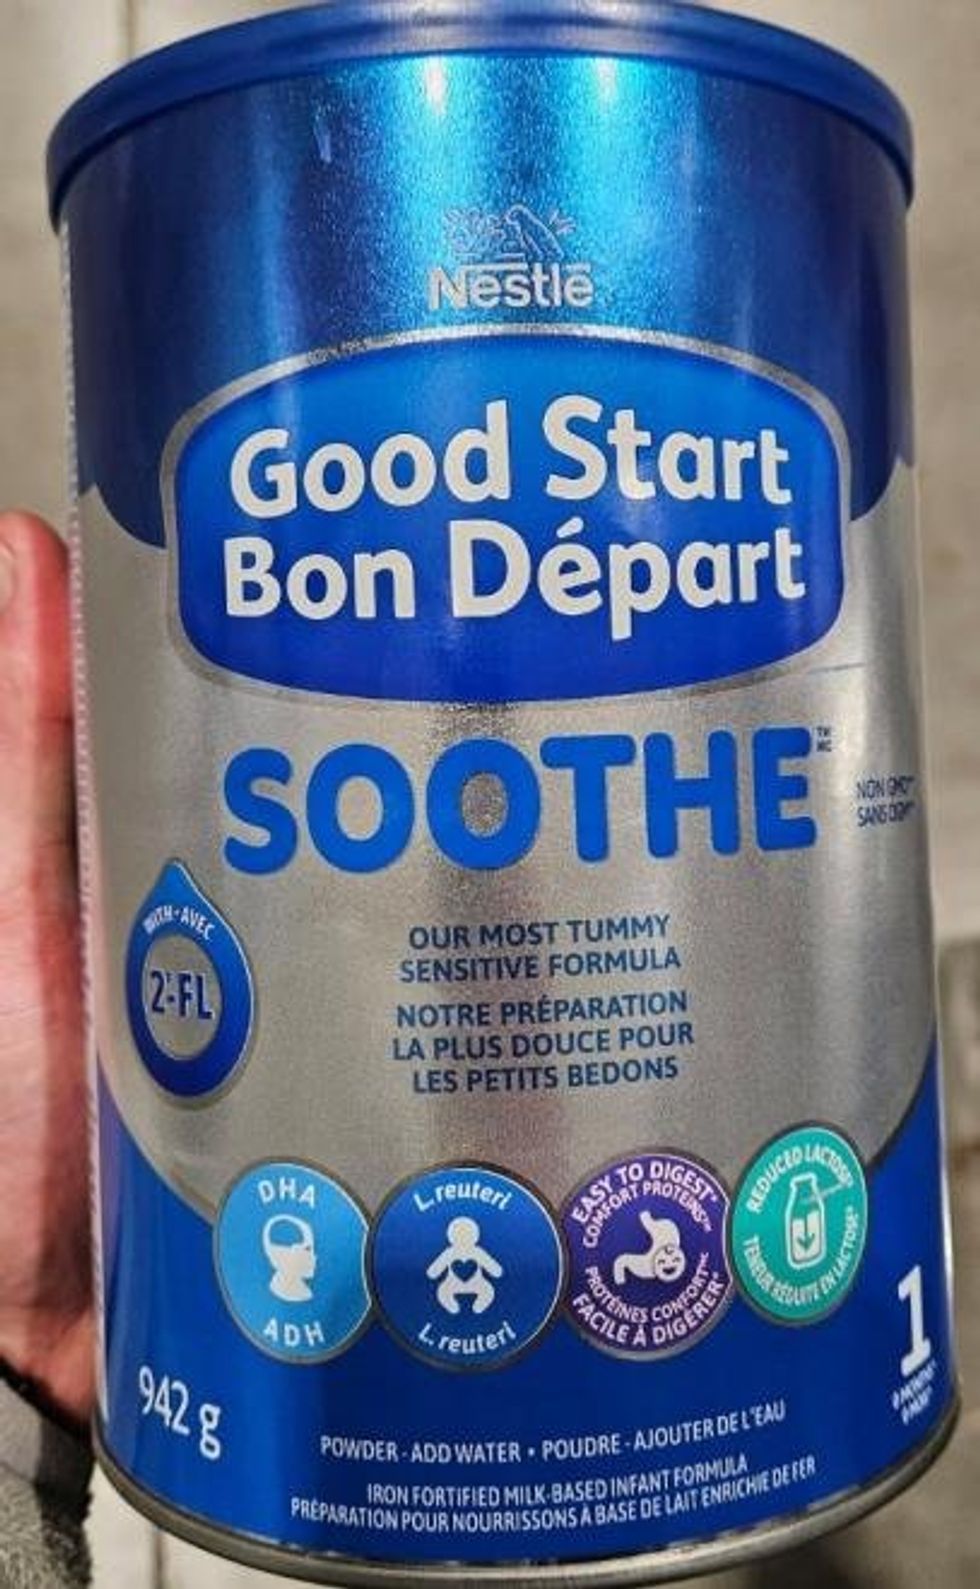 Nestlé
Good Start
Bon Départ
SOOTHE
TM
MC
NON GMO
SANS OGM
WITH - AVEC
2'-FL
OUR MOST TUMMY
SENSITIVE FORMULA
NOTRE PRÉPARATION
LA PLUS DOUCE POUR
LES PETITS BEDONS
DHA
ADH
L. reuteri
L. reuteri
EASY TO DIGEST*
COMFORT PROTEINS™
PROTÉINES CONFORT
FACILE À DIGÉRER
REDUCED LACTOSE
TENEUR RÉDUITE EN LACTOSE
1
942 g
POWDER - ADD WATER • POUDRE - AJOUTER DE L'EAU
IRON FORTIFIED MILK-BASED INFANT FORMULA
PRÉPARATION POUR NOURRISSONS À BASE DE LAIT ENRICHIE DE FER